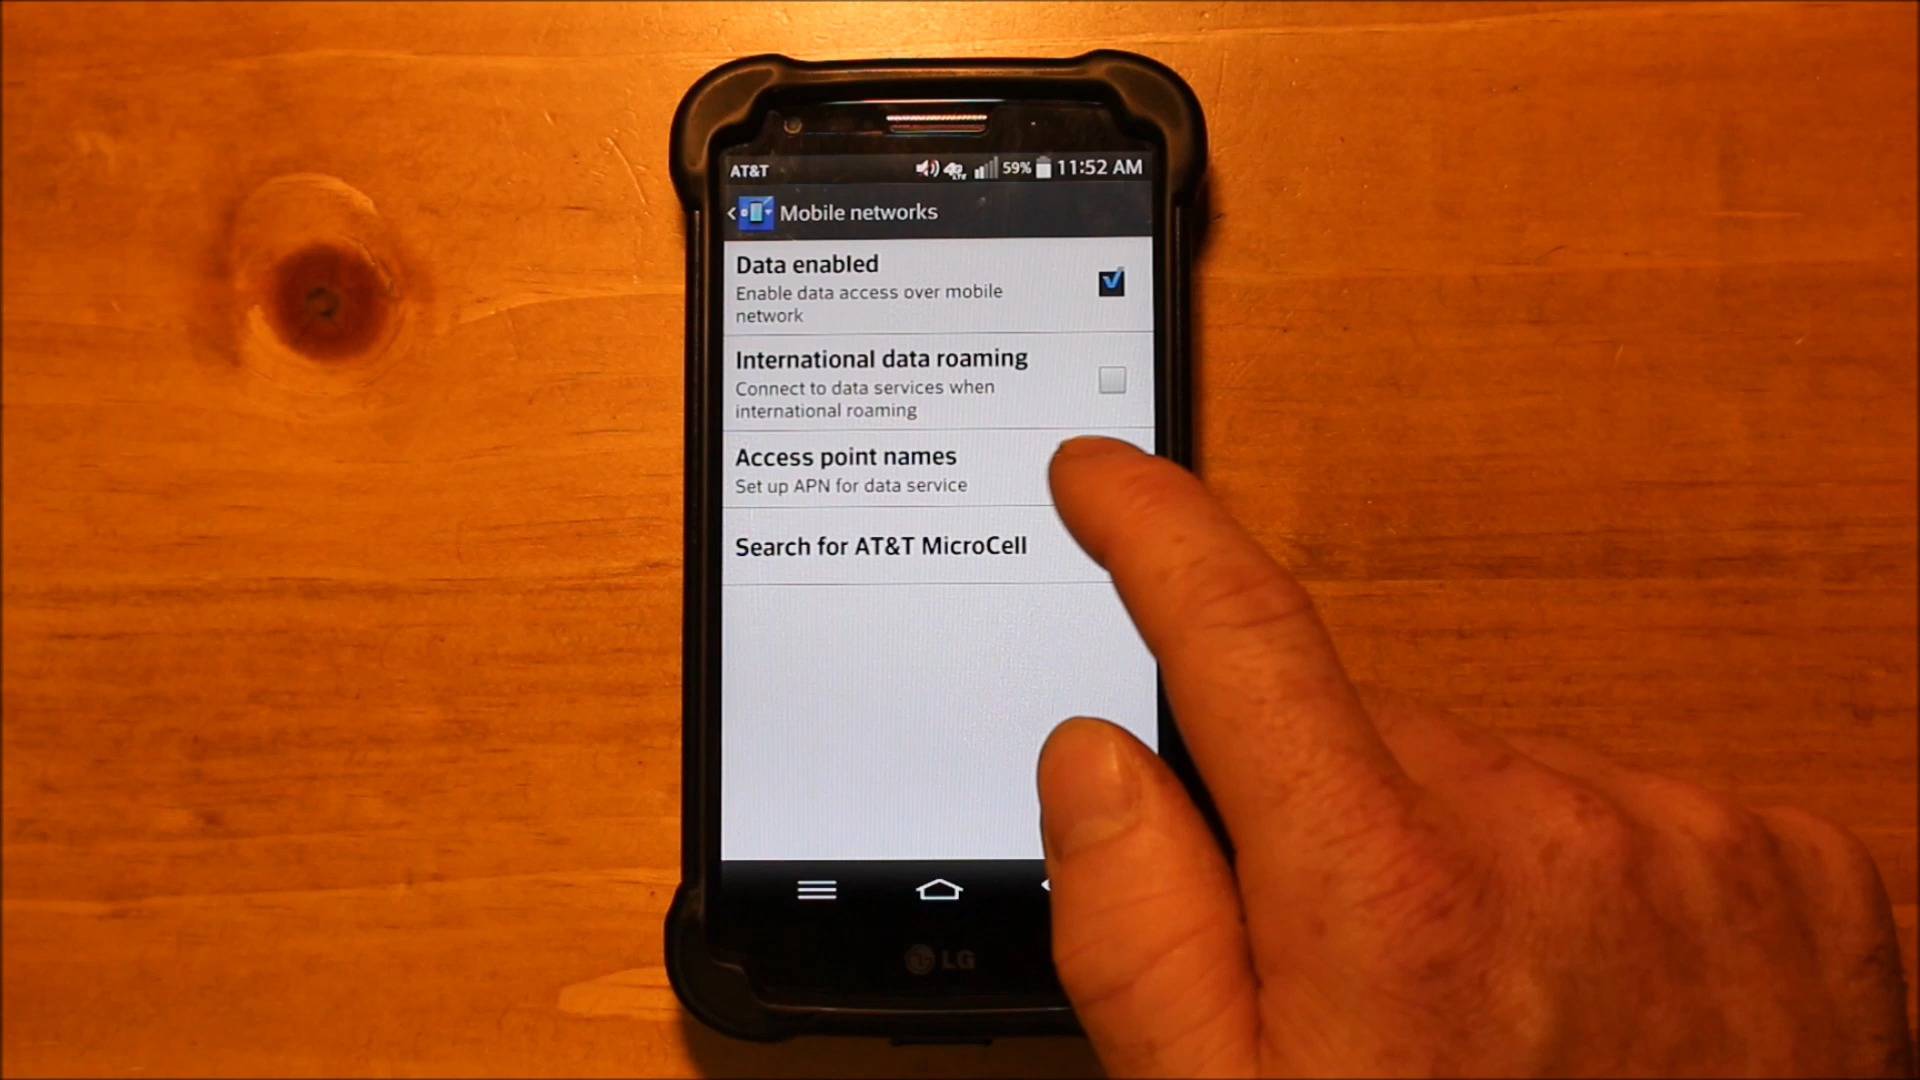 AT&T 4G LTE 59% 11:52 AM
Mobile networks
Data enabled
Enable data access over mobile
network
International data roaming
Connect to data services when
international roaming
Access point names
Set up APN for data service
Search for AT&T MicroCell
LG